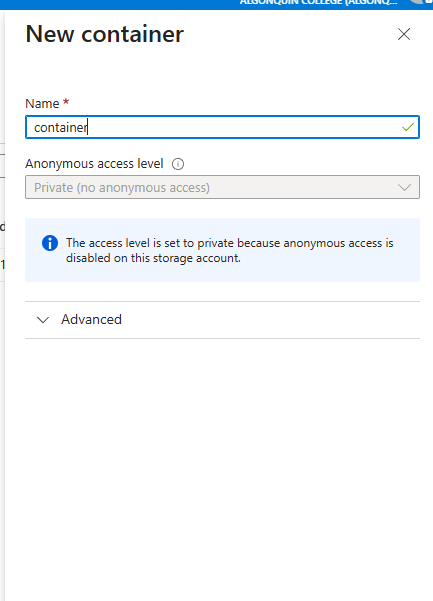 ALGONQUIN COLLEGE (ALGONQ...
New container
Name *
container
Anonymous access level
Private (no anonymous access)
The access level is set to private because anonymous access is
disabled on this storage account.
Advanced